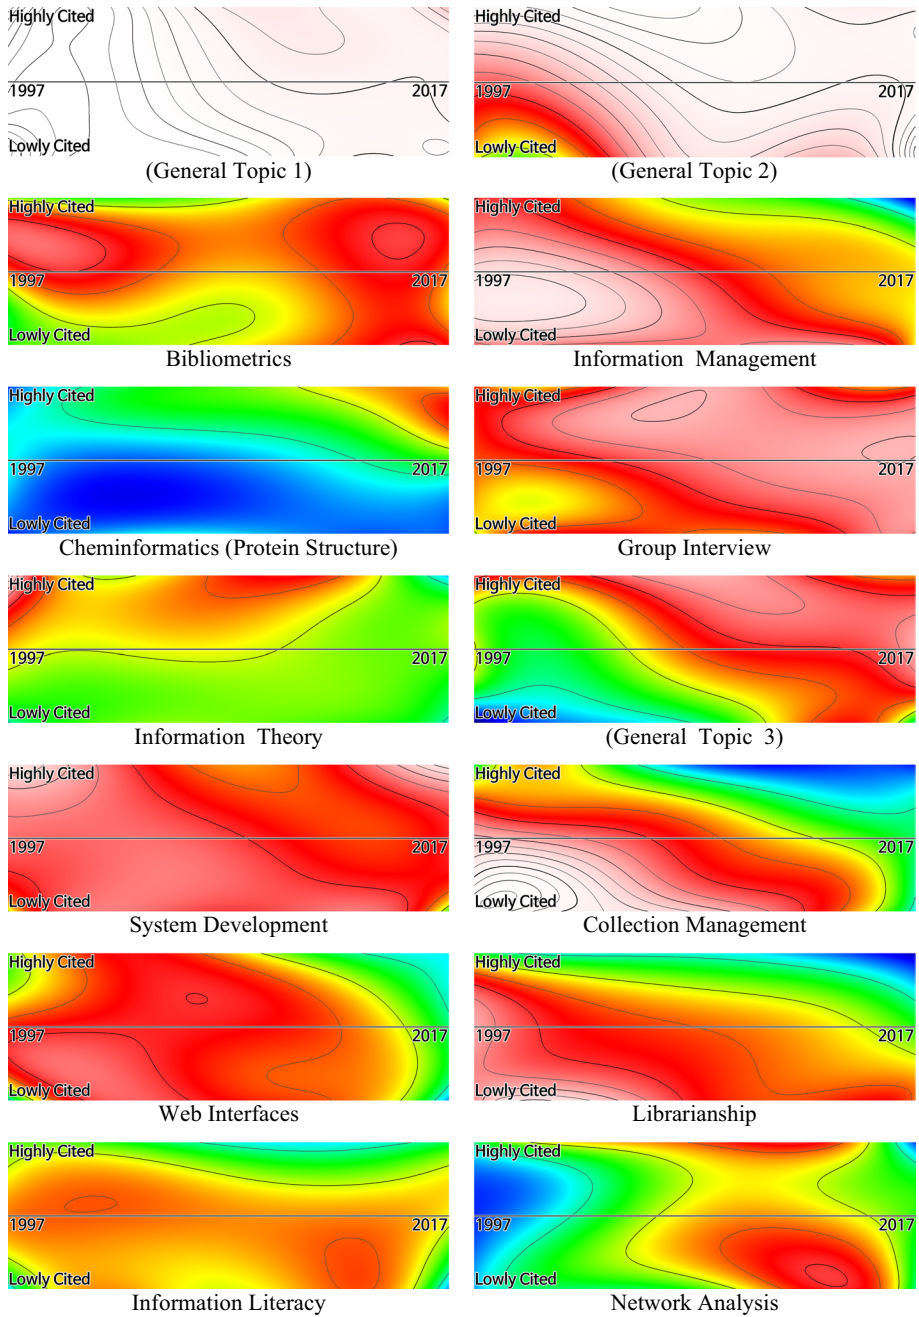 Highly Cited Highly Cited
1997 2017 1997 2017
Lowly Cited Lowly Cited
(General Topic 1) (General Topic 2)
Highly Cited Highly Cited
1997 2017 1997 2017
Lowly Cited Lowly Cited
Bibliometrics Information Management
Highly Cited Highly Cited
1997 2017 1997 2017
Lowly Cited Lowly Cited
Cheminformatics (Protein Structure) Group Interview
Highly Cited Highly Cited
1997 2017 1997 2017
Lowly Cited Lowly Cited
Information Theory (General Topic 3)
Highly Cited Highly Cited
1997 2017 1997 2017
Lowly Cited Lowly Cited
System Development Collection Management
Highly Cited Highly Cited
1997 2017 1997 2017
Lowly Cited Lowly Cited
Web Interfaces Librarianship
Highly Cited Highly Cited
1997 2017 1997 2017
Lowly Cited Lowly Cited
Information Literacy Network Analysis